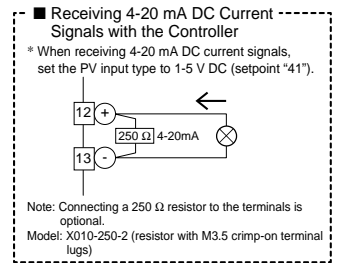 ■ Receiving 4-20 mA DC Current
Signals with the Controller
* When receiving 4-20 mA DC current signals,
set the PV input type to 1-5 V DC (setpoint "41").
12 +
250 Ω 4-20mA
13 -
Note: Connecting a 250 Ω resistor to the terminals is
optional.
Model: X010-250-2 (resistor with M3.5 crimp-on terminal
lugs)